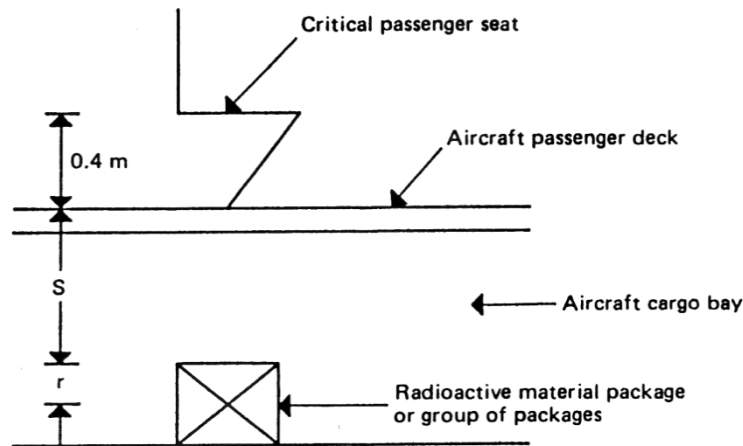 Critical passenger seat
0.4 m
Aircraft passenger deck
S
Aircraft cargo bay
r
Radioactive material package
or group of packages